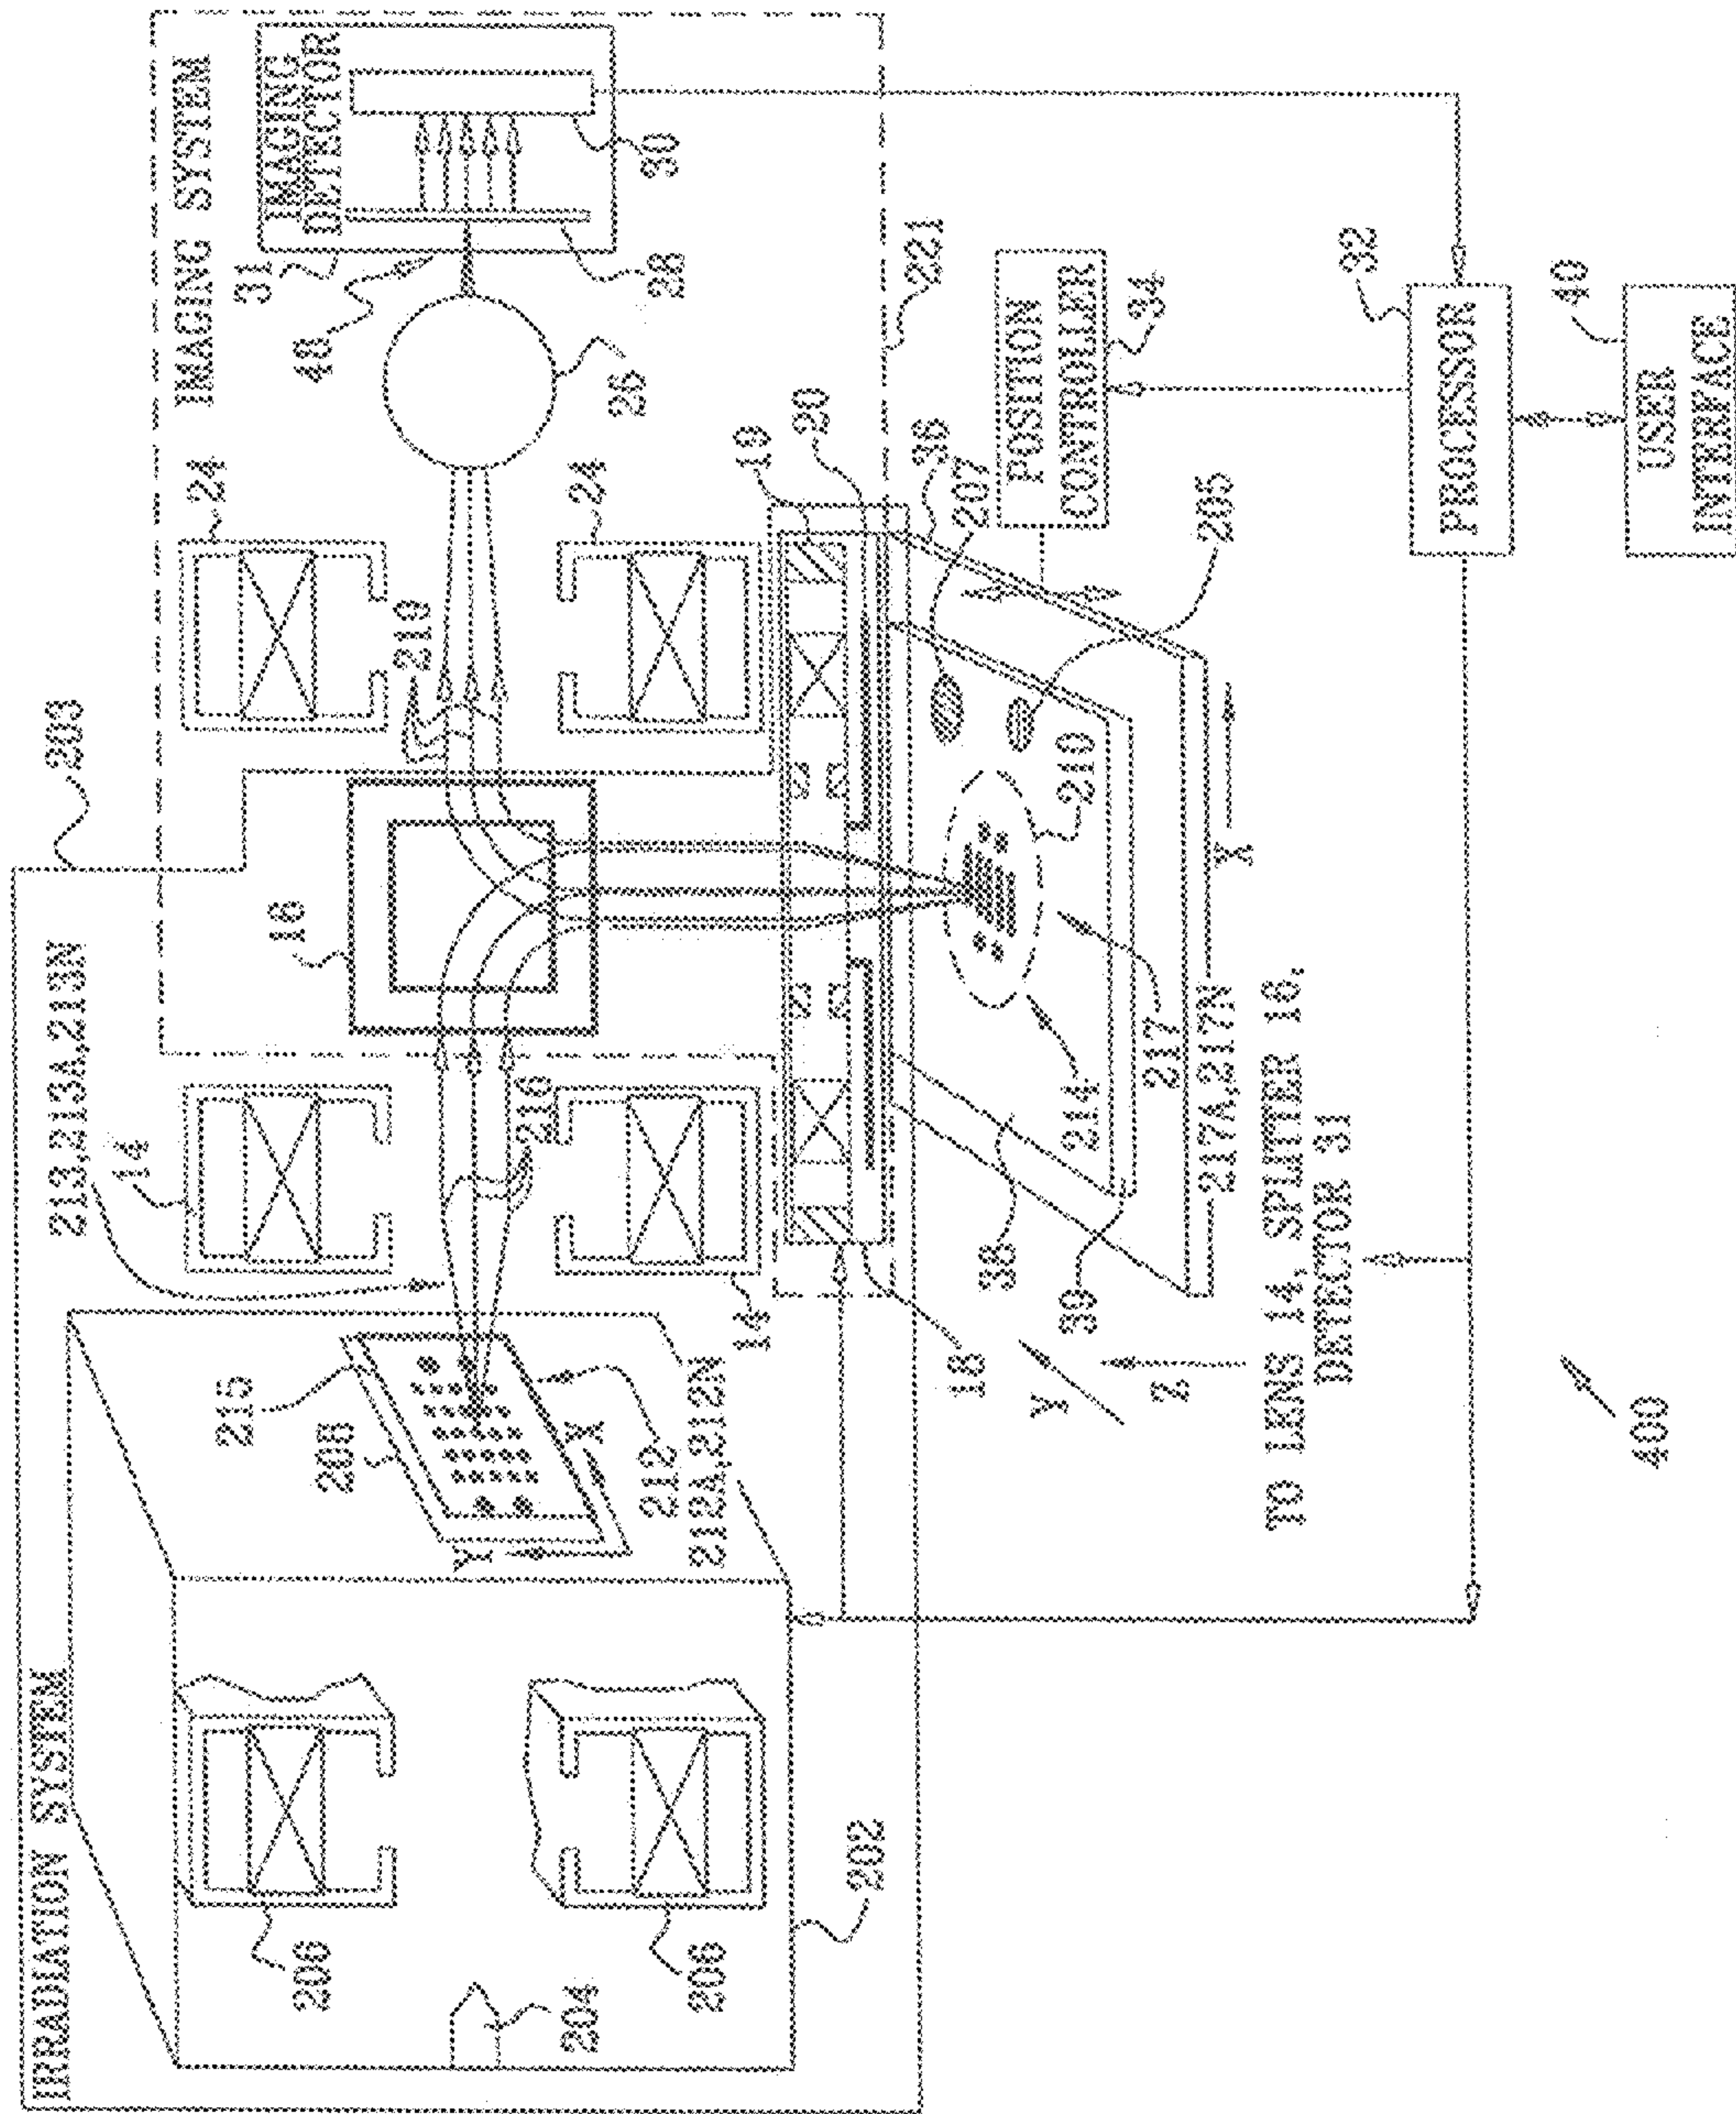 IRRADIATION SYSTEM
203
213,213A,213N
14
16
IMAGING SYSTEM
24
31
IMAGING
DETECTOR
48
215
208
219
24
206
216
26
28
30
204
Y
X
212
212A,212N
14
19
20
206
202
18
207
36
221
POSITION
CONTROLLER
34
y
z
38
39
214
217
210
205
217A,217N
X
TO LENS 14, SPLITTER 16,
DETECTOR 31
32
PROCESSOR
400
40
USER
INTERFACE